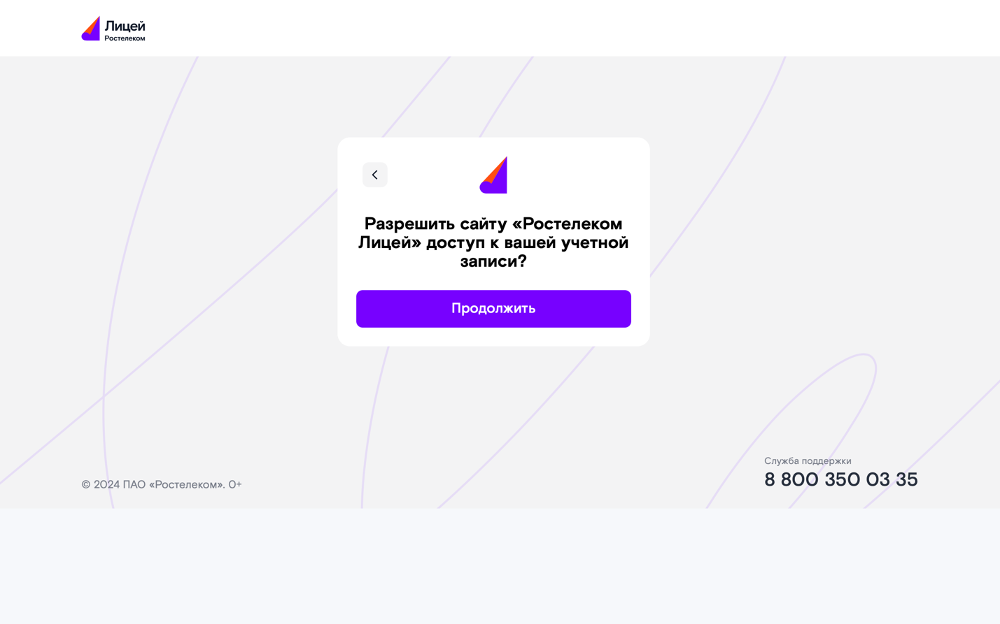 Лицей
Ростелеком
Разрешить сайту «Ростелеком
Лицей» доступ к вашей учетной
записи?
Продолжить
© 2024 ПАО «Ростелеком». 0+
Служба поддержки
8 800 350 03 35